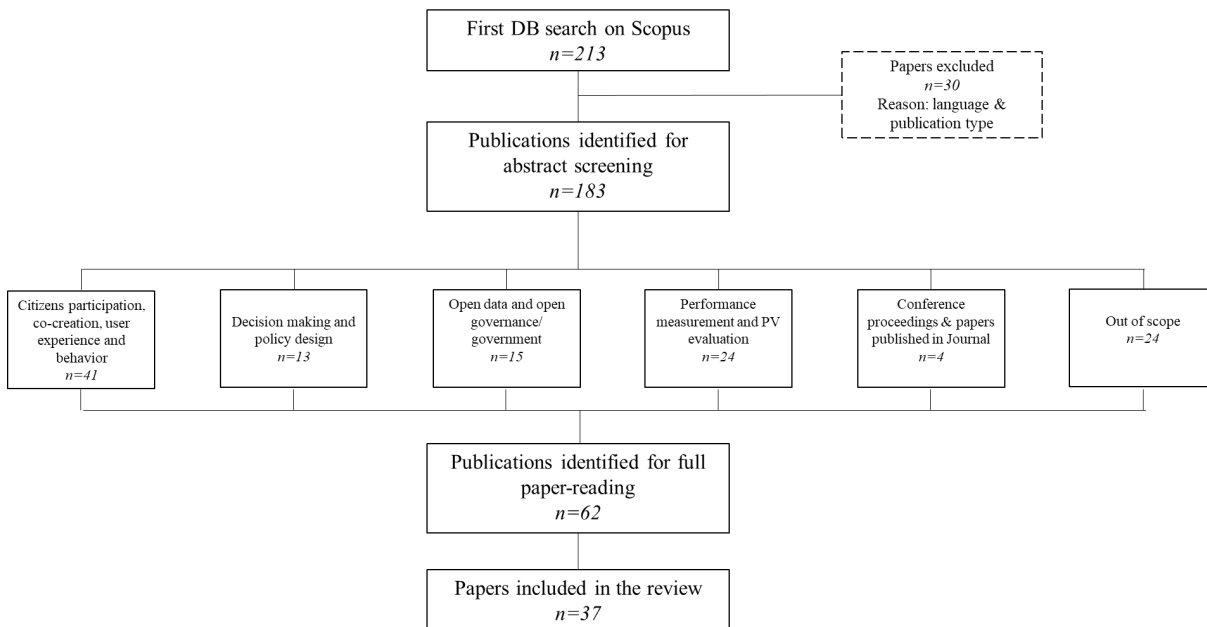 First DB search on Scopus
n=213
Papers excluded
n=30
Reason: language &
publication type
Publications identified for
abstract screening
n=183
Citizens participation,
co-creation, user
experience and
behavior
n=41
Decision making and
policy design
n=13
Open data and open
governance/
government
n=15
Performance
measurement and PV
evaluation
n=24
Conference
proceedings & papers
published in Journal
n=4
Out of scope
n=24
Publications identified for full
paper-reading
n=62
Papers included in the review
n=37